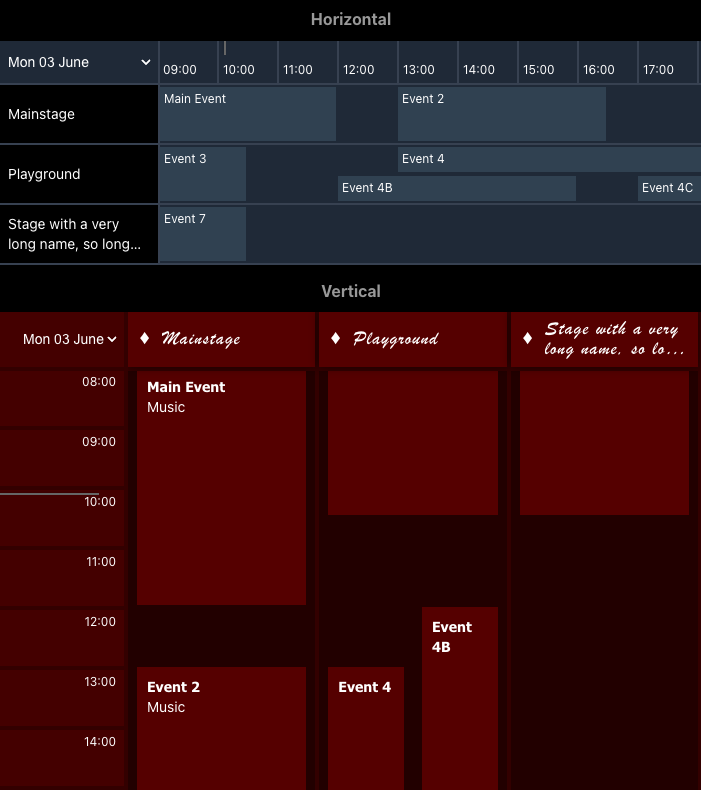 Horizontal
Mon 03 June
09:00 10:00 11:00 12:00 13:00 14:00 15:00 16:00 17:00
Mainstage
Main Event
Event 2
Playground
Event 3
Event 4
Event 4B
Event 4C
Stage with a very
long name, so long...
Event 7
Vertical
Mon 03 June
Mainstage
Playground
Stage with a very
long name, so lo...
08:00
Main Event
Music
09:00
10:00
11:00
12:00
Event
4B
13:00
Event 2
Music
Event 4
14:00